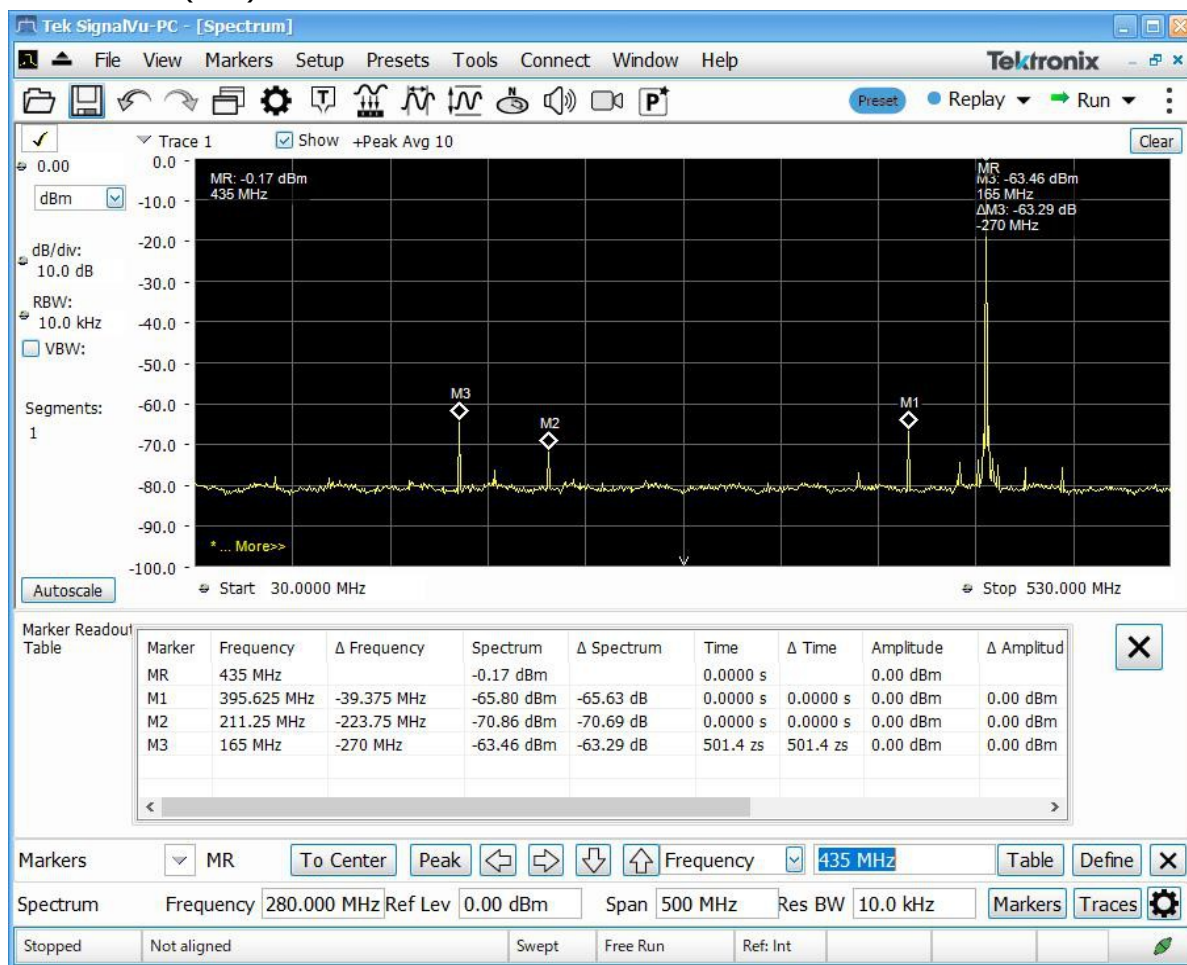 Tek SignalVu-PC - [Spectrum]
File View Markers Setup Presets Tools Connect Window Help Tektronix
T P Preset Replay Run
Trace 1 Show +Peak Avg 10 Clear
0.00
dBm
dB/div:
10.0 dB
RBW:
10.0 kHz
VBW:
Segments:
1
Autoscale
0.0
-10.0
-20.0
-30.0
-40.0
-50.0
-60.0
-70.0
-80.0
-90.0
-100.0
MR: -0.17 dBm
435 MHz
MR
M3: -63.46 dBm
165 MHz
ΔM3: -63.29 dB
-270 MHz
M3
M2
M1
* ... More>>
Start 30.0000 MHz Stop 530.000 MHz
Marker Readout
Table
Marker Frequency Δ Frequency Spectrum Δ Spectrum Time Δ Time Amplitude Δ Amplitud
MR 435 MHz -0.17 dBm 0.0000 s 0.00 dBm
M1 395.625 MHz -39.375 MHz -65.80 dBm -65.63 dB 0.0000 s 0.0000 s 0.00 dBm 0.00 dBm
M2 211.25 MHz -223.75 MHz -70.86 dBm -70.69 dB 0.0000 s 0.0000 s 0.00 dBm 0.00 dBm
M3 165 MHz -270 MHz -63.46 dBm -63.29 dB 501.4 zs 501.4 zs 0.00 dBm 0.00 dBm
Markers MR To Center Peak Frequency 435 MHz Table Define
Spectrum Frequency 280.000 MHz Ref Lev 0.00 dBm Span 500 MHz Res BW 10.0 kHz Markers Traces
Stopped Not aligned Swept Free Run Ref: Int